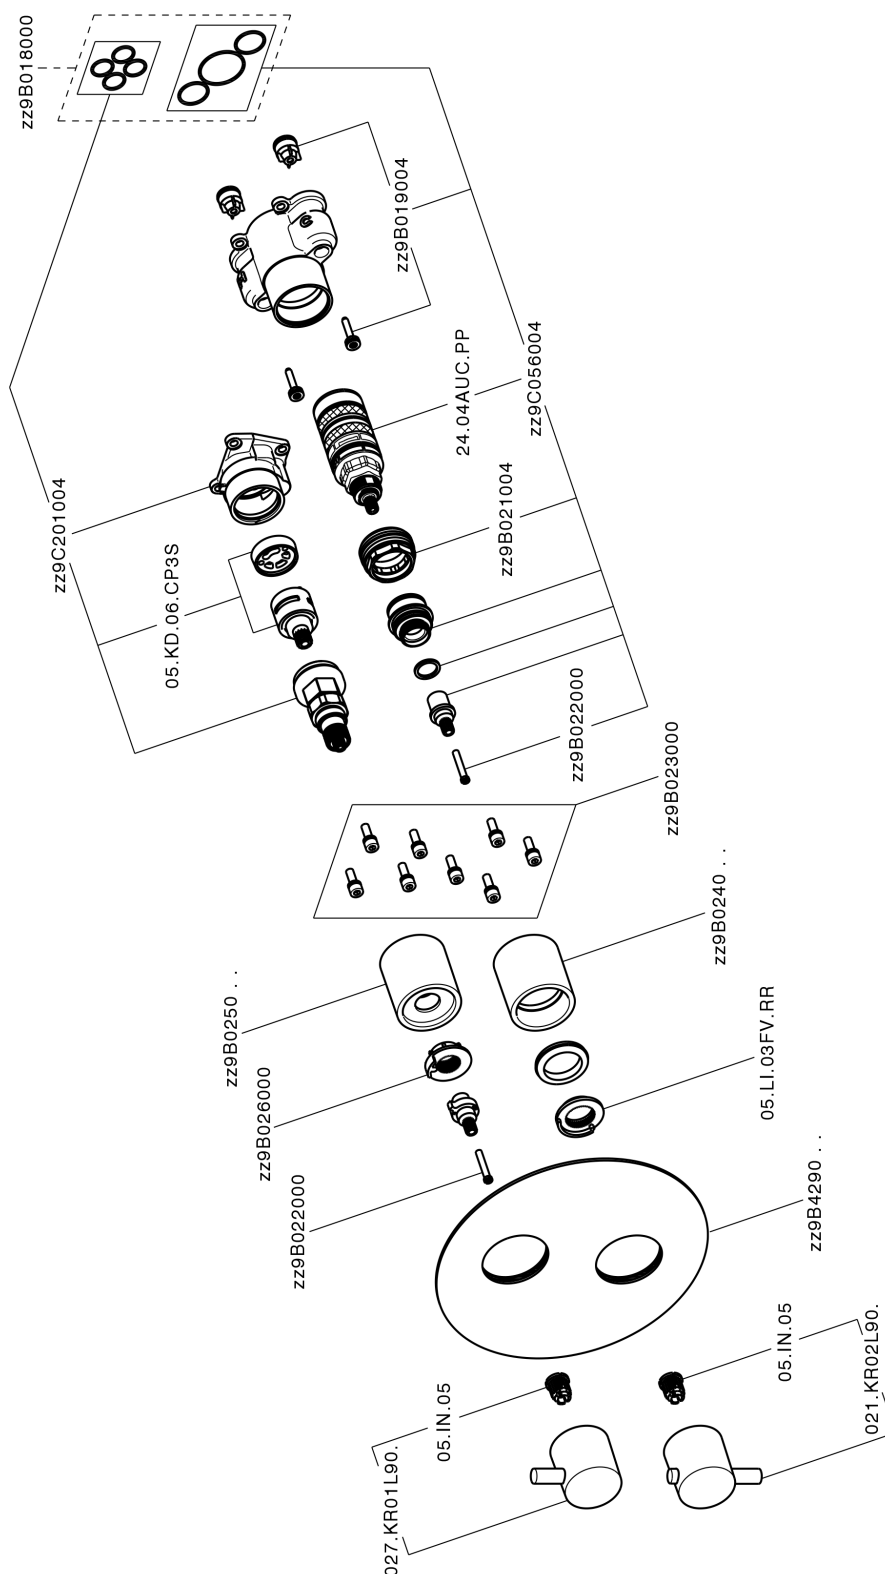 zz9B018000
zz9B019004
24.04AUC.PP
zz9C056004
zz9C201004
05.KD.06.CP3S
zz9B021004
zz9B022000
zz9B023000
zz9B0240 . .
zz9B0250 . .
zz9B026000
05.LI.03FV.RR
zz9B022000
zz9B4290 . .
05.IN.05
05.IN.05
021.KR02L90.
027.KR01L90.